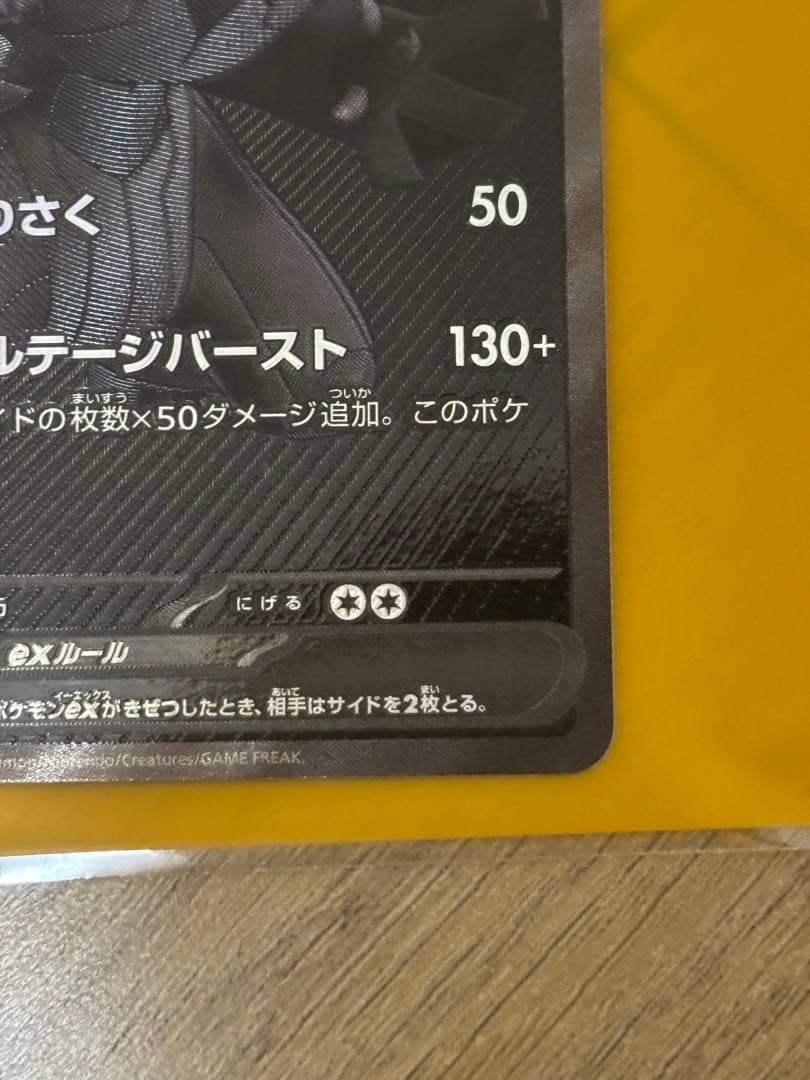 りさく 50
ルテージバースト 130+
イドの枚数×50ダメージ追加。このポケ
にげる
exルール
ポケモンexがきぜつしたとき、相手はサイドを2枚とる。
Nintendo/Creatures/GAME FREAK.